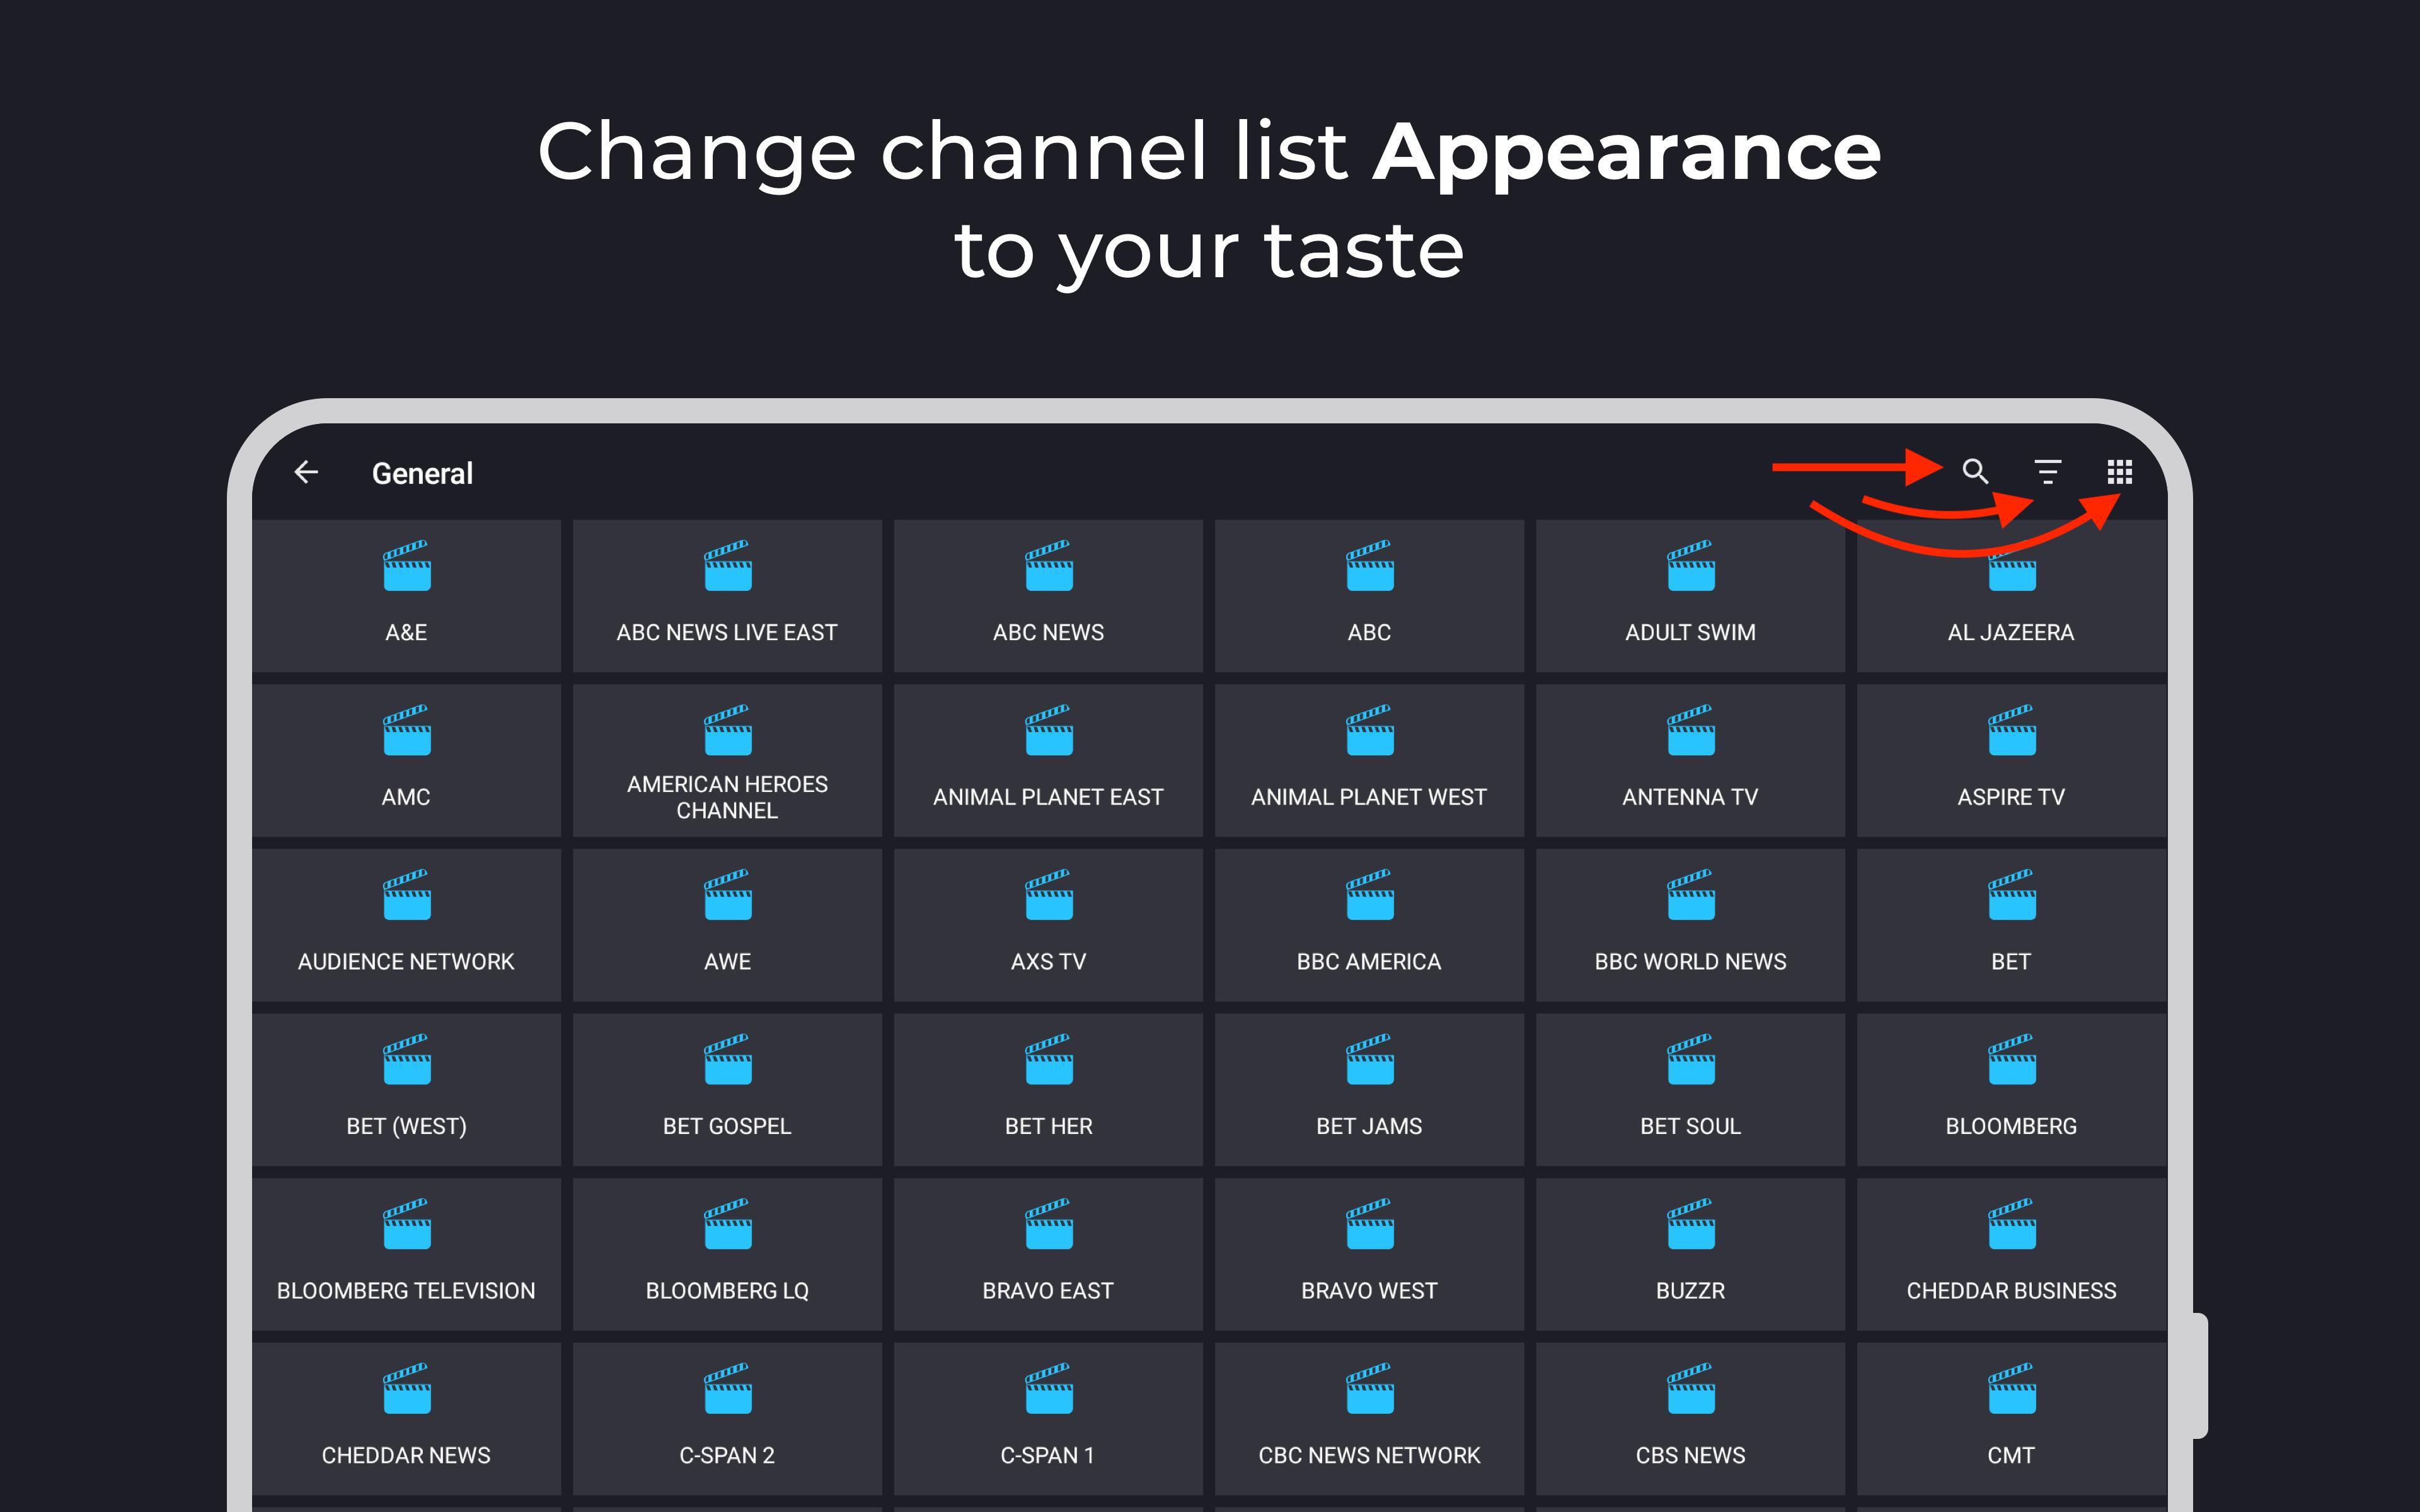 Change channel list Appearance
to your taste
General
A&E
ABC NEWS LIVE EAST
ABC NEWS
ABC
ADULT SWIM
AL JAZEERA
AMC
AMERICAN HEROES
CHANNEL
ANIMAL PLANET EAST
ANIMAL PLANET WEST
ANTENNA TV
ASPIRE TV
AUDIENCE NETWORK
AWE
AXS TV
BBC AMERICA
BBC WORLD NEWS
BET
BET (WEST)
BET GOSPEL
BET HER
BET JAMS
BET SOUL
BLOOMBERG
BLOOMBERG TELEVISION
BLOOMBERG LQ
BRAVO EAST
BRAVO WEST
BUZZR
CHEDDAR BUSINESS
CHEDDAR NEWS
C-SPAN 2
C-SPAN 1
CBC NEWS NETWORK
CBS NEWS
CMT